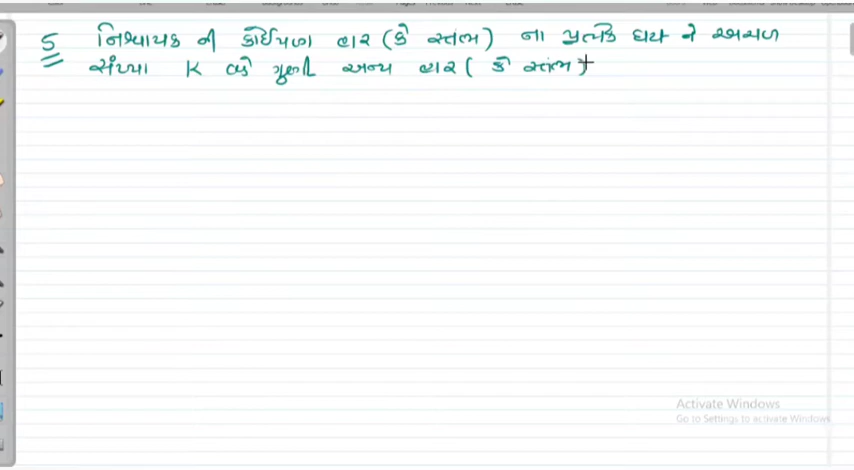 5 નિશ્ચાયક ની કોઈપણ હાર (કે સ્તંભ) ના પ્રત્યેક ઘટક ને અચળ
સંખ્યા K વડે ગુણી અન્ય હાર ( કે સ્તંભ )
Activate Windows
Go to Settings to activate Windows